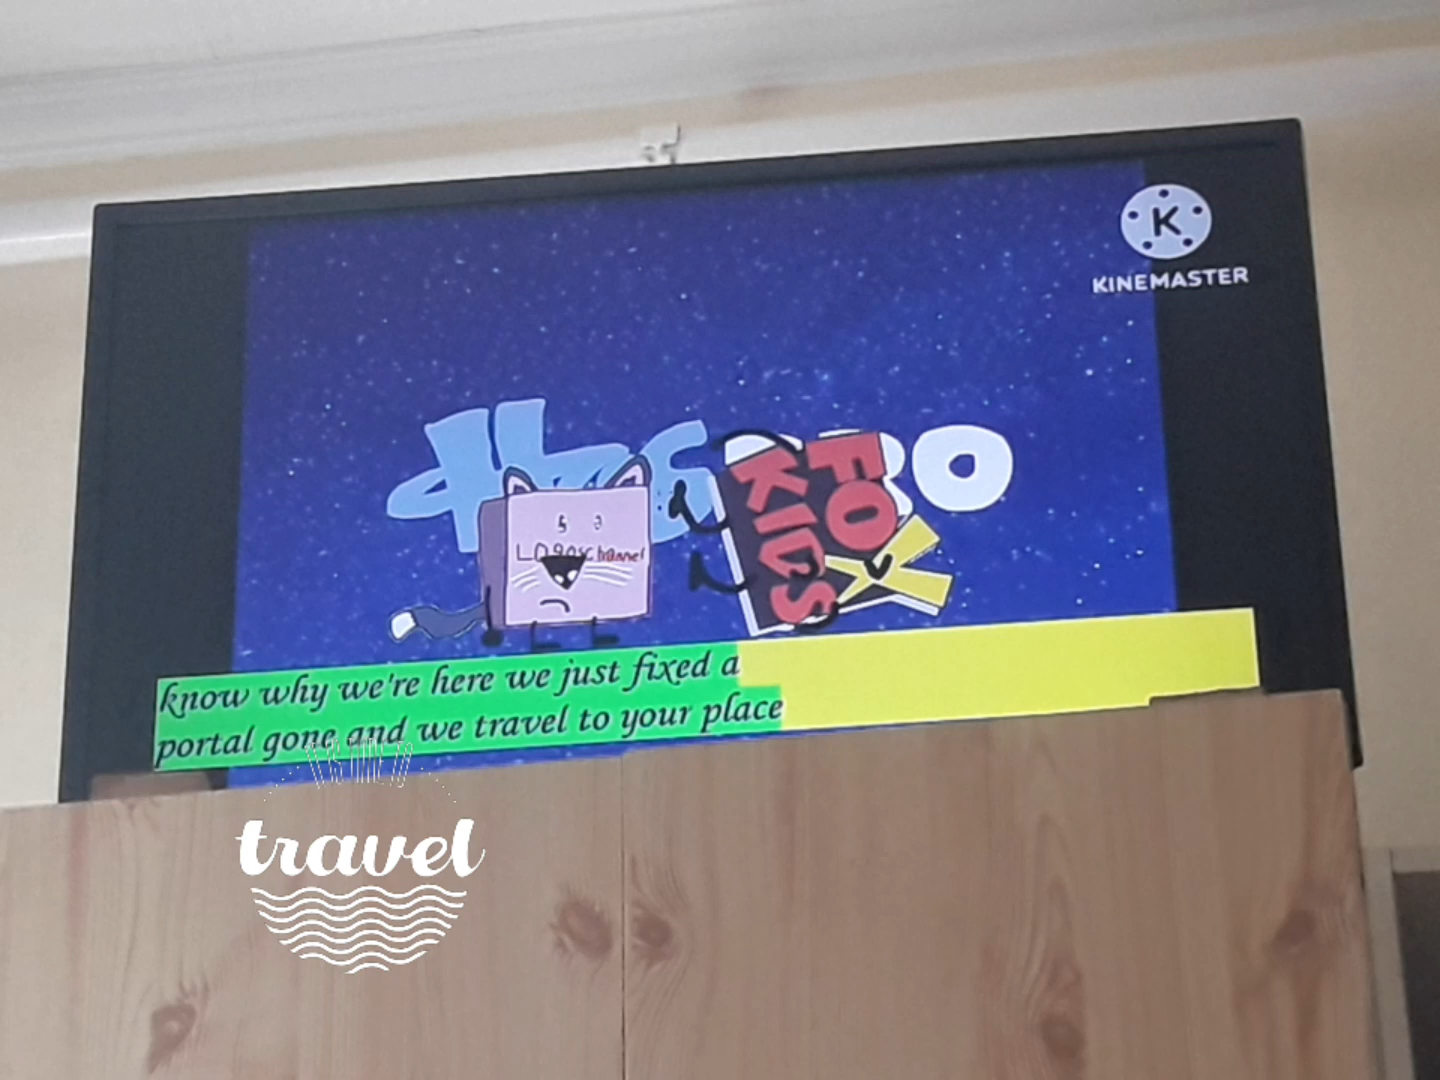 K
KINEMASTER
FOX
KIDS
know why we're here we just fixed a
portal gone and we travel to your place
travel